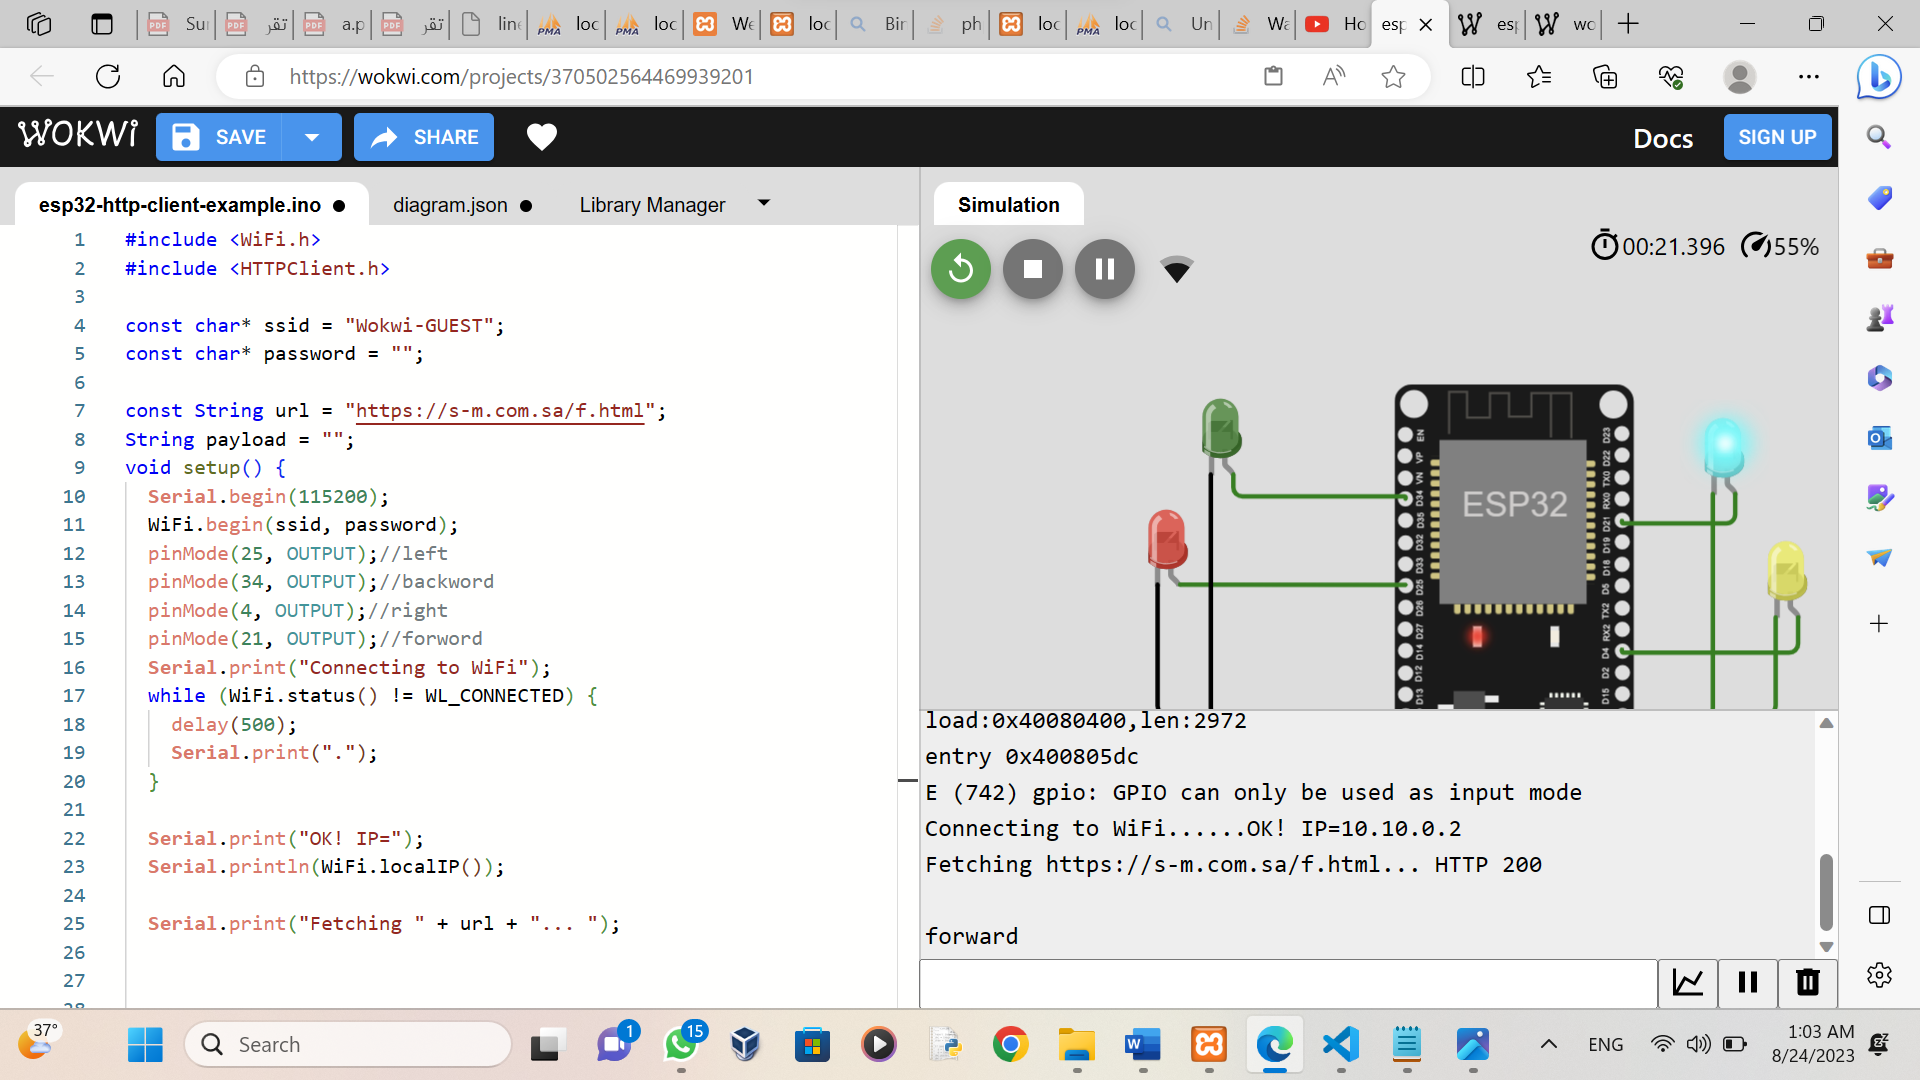 Sur
تقر
a.p
تقر
line
loc
loc
We
loc
Bir
ph
loc
loc
Un
Wa
Ho
esp
esp
wo
https://wokwi.com/projects/370502564469939201
WOKWi
SAVE
SHARE
Docs
SIGN UP
esp32-http-client-example.ino
diagram.json
Library Manager
1 #include <WiFi.h>
2 #include <HTTPClient.h>
3
4 const char* ssid = "Wokwi-GUEST";
5 const char* password = "";
6
7 const String url = "https://s-m.com.sa/f.html";
8 String payload = "";
9 void setup() {
10 Serial.begin(115200);
11 WiFi.begin(ssid, password);
12 pinMode(25, OUTPUT);//left
13 pinMode(34, OUTPUT);//backword
14 pinMode(4, OUTPUT);//right
15 pinMode(21, OUTPUT);//forword
16 Serial.print("Connecting to WiFi");
17 while (WiFi.status() != WL_CONNECTED) {
18 delay(500);
19 Serial.print(".");
20 }
21
22 Serial.print("OK! IP=");
23 Serial.println(WiFi.localIP());
24
25 Serial.print("Fetching " + url + "... ");
26
27
28
Simulation
00:21.396
55%
ESP32
EN
VP
VN
D34
D35
D32
D33
D25
D26
D27
D14
D12
D13
D23
D22
TX0
RX0
D21
D19
D18
D5
TX2
RX2
D4
D2
D15
load:0x40080400,len:2972
entry 0x400805dc
E (742) gpio: GPIO can only be used as input mode
Connecting to WiFi......OK! IP=10.10.0.2
Fetching https://s-m.com.sa/f.html... HTTP 200
forward
37°
Search
1
15
ENG
1:03 AM
8/24/2023